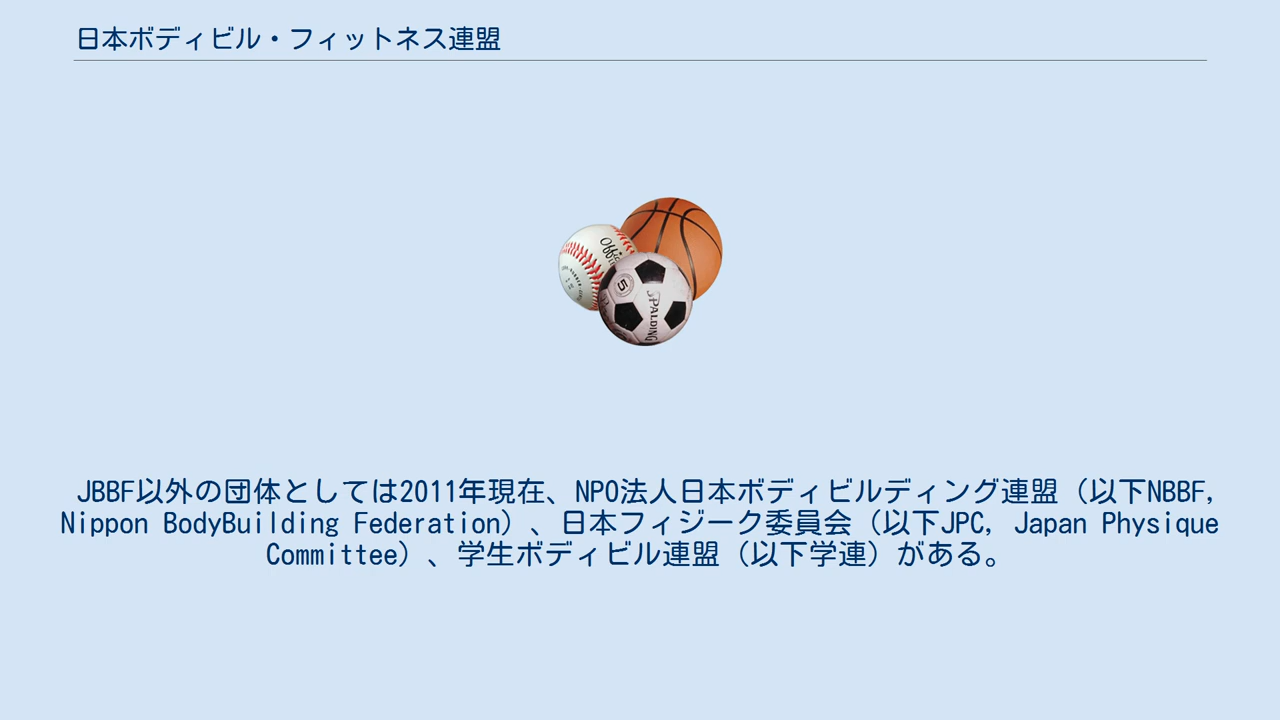 日本ボディビル・フィットネス連盟
Offici
5
SPALDING
JBBF以外の団体としては2011年現在、NPO法人日本ボディビルディング連盟（以下NBBF,
Nippon BodyBuilding Federation）、日本フィジーク委員会（以下JPC, Japan Physique
Committee）、学生ボディビル連盟（以下学連）がある。